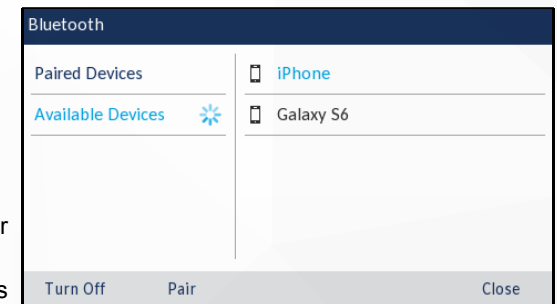 Bluetooth
Paired Devices
iPhone
Available Devices
Galaxy S6
r
s
Turn Off Pair Close